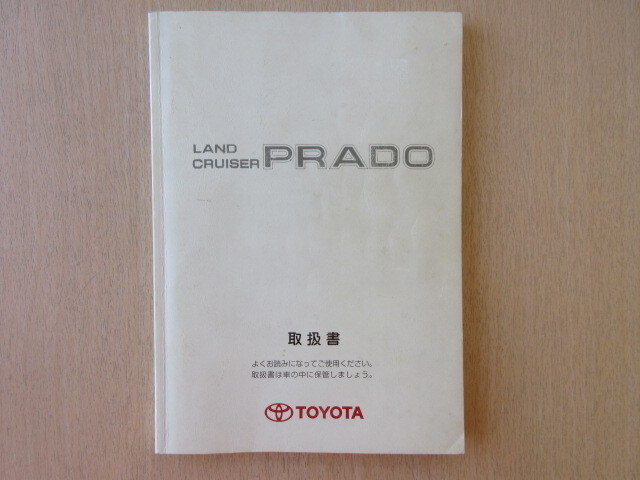 LAND
CRUISER PRADO
取扱書
よくお読みになってご使用ください。
取扱書は車の中に保管しましょう。
TOYOTA